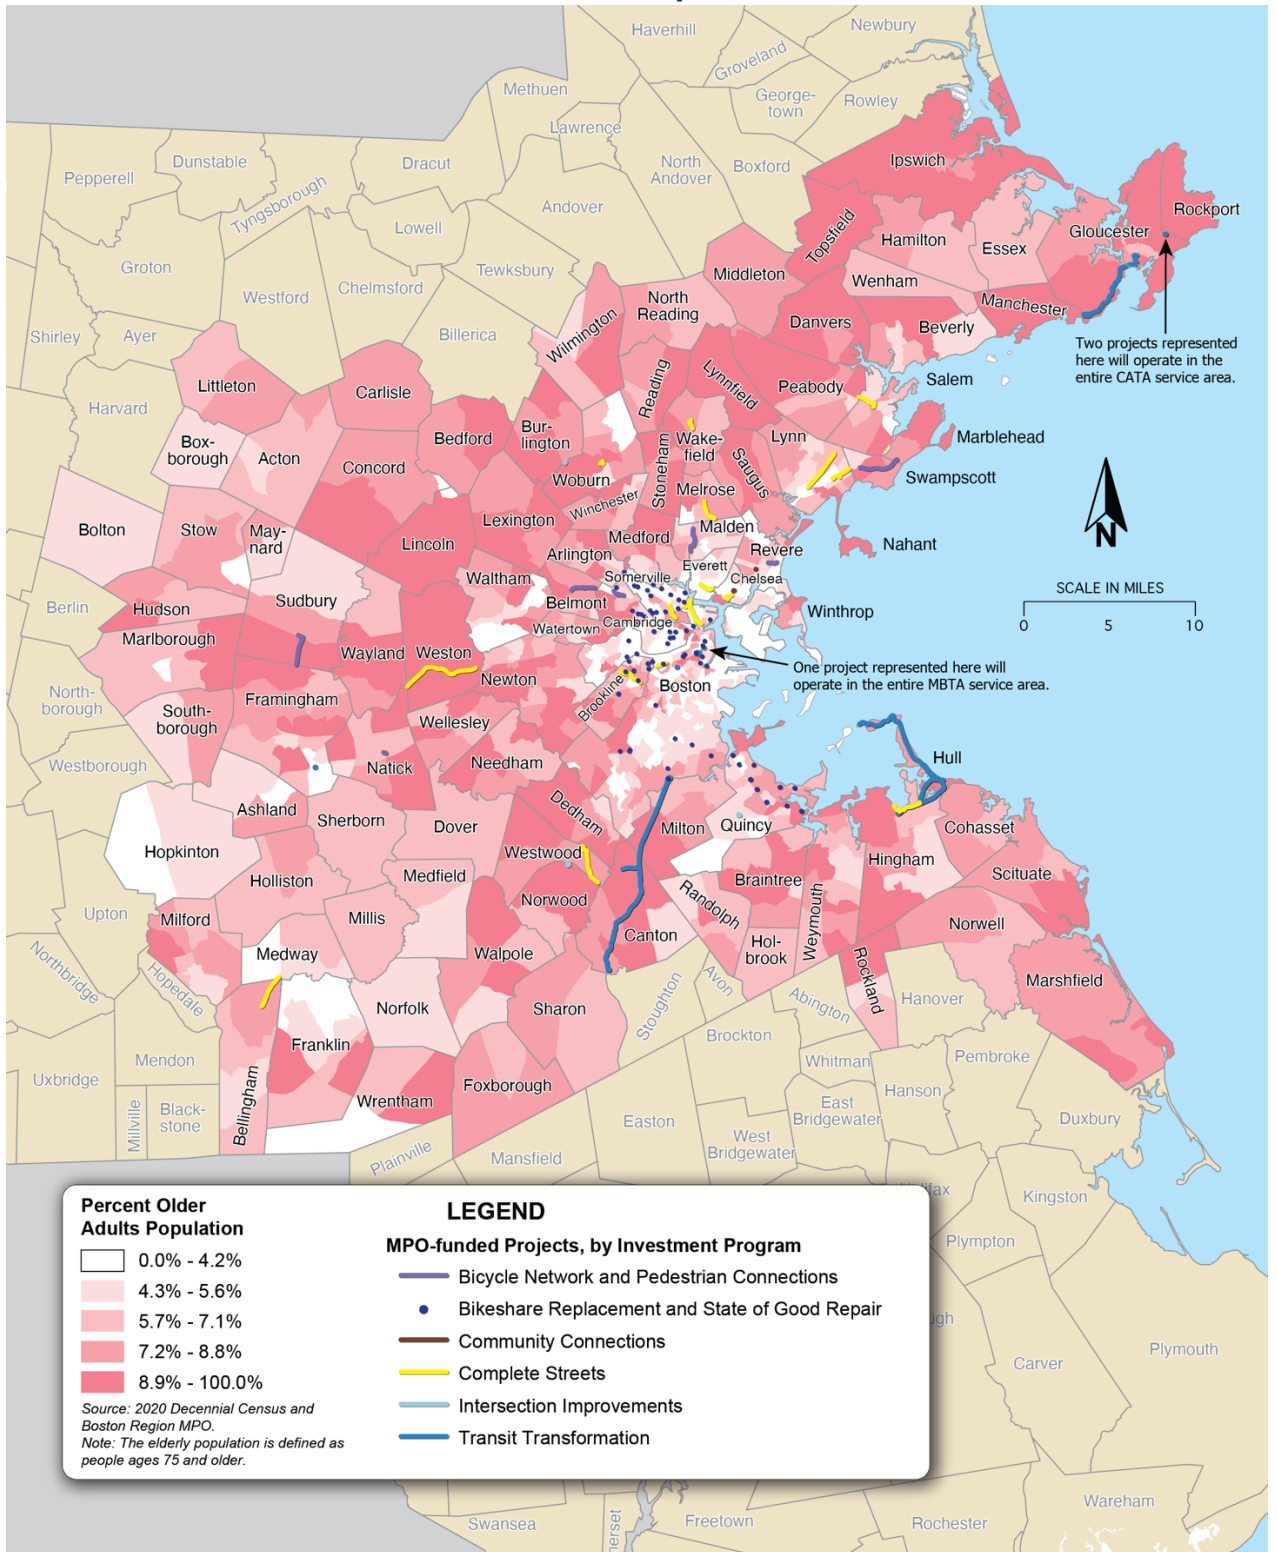 Haverhill
Newbury
Groveland
Methuen
George-
town
Rowley
Lawrence
Dunstable
Dracut
North
Andover
Boxford
Ipswich
Pepperell
Tyngsborough
Andover
Rockport
Lowell
Topsfield
Hamilton
Essex
Gloucester
Groton
Tewksbury
Middleton
Westford
Chelmsford
Wenham
North
Reading
Manchester
Shirley
Ayer
Billerica
Wilmington
Danvers
Beverly
Two projects represented
here will operate in the
entire CATA service area.
Littleton
Carlisle
Reading
Lynnfield
Peabody
Salem
Harvard
Box-
borough
Acton
Bedford
Bur-
lington
Wake-
field
Lynn
Marblehead
Concord
Stoneham
Saugus
Woburn
Swampscott
Winchester
Melrose
Bolton
Stow
May-
nard
Lexington
Malden
N
Lincoln
Arlington
Medford
Revere
Nahant
Everett
Waltham
Somerville
Chelsea
SCALE IN MILES
0
5
10
Berlin
Hudson
Sudbury
Belmont
Winthrop
Marlborough
Watertown
Cambridge
Wayland
Weston
One project represented here will
operate in the entire MBTA service area.
North-
borough
Framingham
Newton
Brookline
Boston
South-
borough
Wellesley
Westborough
Natick
Needham
Hull
Ashland
Sherborn
Dover
Dedham
Milton
Quincy
Cohasset
Hopkinton
Westwood
Hingham
Holliston
Medfield
Braintree
Scituate
Upton
Milford
Millis
Norwood
Randolph
Weymouth
Norwell
Northbridge
Hopedale
Medway
Walpole
Canton
Hol-
brook
Rockland
Avon
Marshfield
Norfolk
Sharon
Stoughton
Abington
Hanover
Mendon
Franklin
Brockton
Whitman
Pembroke
Uxbridge
Bellingham
Wrentham
Foxborough
Hanson
Millville
Black-
stone
Easton
East
Bridgewater
Duxbury
West
Bridgewater
Plainville
Mansfield
ifax
Kingston
Plympton
Carver
Plymouth
Percent Older
Adults Population
0.0% - 4.2%
4.3% - 5.6%
5.7% - 7.1%
7.2% - 8.8%
8.9% - 100.0%
Source: 2020 Decennial Census and
Boston Region MPO.
Note: The elderly population is defined as
people ages 75 and older.
LEGEND
MPO-funded Projects, by Investment Program
Bicycle Network and Pedestrian Connections
Bikeshare Replacement and State of Good Repair
Community Connections
Complete Streets
Intersection Improvements
Transit Transformation
Wareham
Swansea
Freetown
Rochester